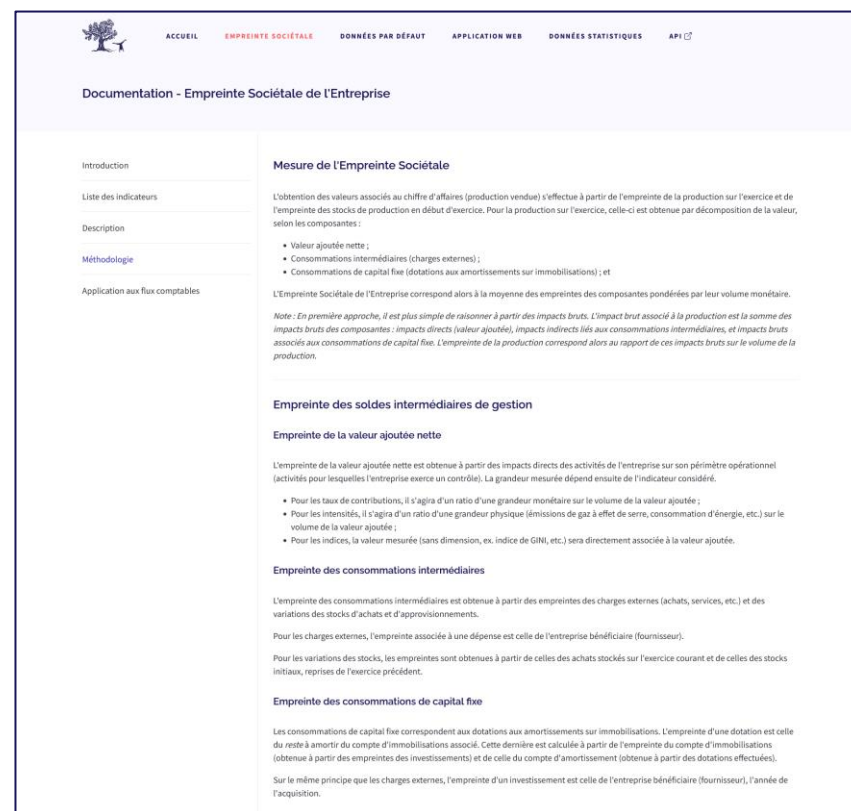 ACCUEIL EMPREINTE SOCIÉTALE DONNÉES PAR DÉFAUT APPLICATION WEB DONNÉES STATISTIQUES API
Documentation - Empreinte Sociétale de l'Entreprise
Introduction
Liste des indicateurs
Description
Méthodologie
Application aux flux comptables
Mesure de l'Empreinte Sociétale
L'obtention des valeurs associés au chiffre d'affaires (production vendue) s'effectue à partir de l'empreinte de la production sur l'exercice et de
l'empreinte des stocks de production en début d'exercice. Pour la production sur l'exercice, celle-ci est obtenue par décomposition de la valeur,
selon les composantes :
• Valeur ajoutée nette ;
• Consommations intermédiaires (charges externes) ;
• Consommations de capital fixe (dotations aux amortissements sur immobilisations) ; et
L'Empreinte Sociétale de l'Entreprise correspond alors à la moyenne des empreintes des composantes pondérées par leur volume monétaire.
Note : En première approche, il est plus simple de raisonner à partir des impacts bruts. L'impact brut associé à la production est la somme des
impacts bruts des composantes : impacts directs (valeur ajoutée), impacts indirects liés aux consommations intermédiaires, et impacts bruts
associés aux consommations de capital fixe. L'empreinte de la production correspond alors au rapport de ces impacts bruts sur le volume de la
production.
Empreinte des soldes intermédiaires de gestion
Empreinte de la valeur ajoutée nette
L'empreinte de la valeur ajoutée nette est obtenue à partir des impacts directs des activités de l'entreprise sur son périmètre opérationnel
(activités pour lesquelles l'entreprise exerce un contrôle). La grandeur mesurée dépend ensuite de l'indicateur considéré.
• Pour les taux de contributions, il s'agira d'un ratio d'une grandeur monétaire sur le volume de la valeur ajoutée ;
• Pour les intensités, il s'agira d'un ratio d'une grandeur physique (émissions de gaz à effet de serre, consommation d'énergie, etc.) sur le
volume de la valeur ajoutée ;
• Pour les indices, la valeur mesurée (sans dimension, ex. indice de GINI, etc.) sera directement associée à la valeur ajoutée.
Empreinte des consommations intermédiaires
L'empreinte des consommations intermédiaires est obtenue à partir des empreintes des charges externes (achats, services, etc.) et des
variations des stocks d'achats et d'approvisionnements.
Pour les charges externes, l'empreinte associée à une dépense est celle de l'entreprise bénéficiaire (fournisseur).
Pour les variations des stocks, les empreintes sont obtenues à partir de celles des achats stockés sur l'exercice courant et de celles des stocks
initiaux, reprises de l'exercice précédent.
Empreinte des consommations de capital fixe
Les consommations de capital fixe correspondent aux dotations aux amortissements sur immobilisations. L'empreinte d'une dotation est celle
du reste à amortir du compte d'immobilisations associé. Cette dernière est calculée à partir de l'empreinte du compte d'immobilisations
(obtenue à partir des empreintes des investissements) et de celle du compte d'amortissement (obtenue à partir des dotations effectuées).
Sur le même principe que les charges externes, l'empreinte d'un investissement est celle de l'entreprise bénéficiaire (fournisseur), l'année de
l'acquisition.